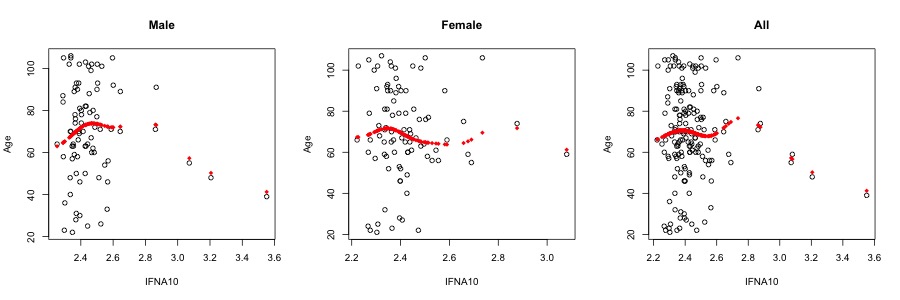 Male
Female
All
Age
20 40 60 80 100
2.4 2.6 2.8 3.0 3.2 3.4 3.6
IFNA10
Age
20 40 60 80 100
2.2 2.4 2.6 2.8 3.0
IFNA10
Age
20 40 60 80 100
2.2 2.4 2.6 2.8 3.0 3.2 3.4 3.6
IFNA10